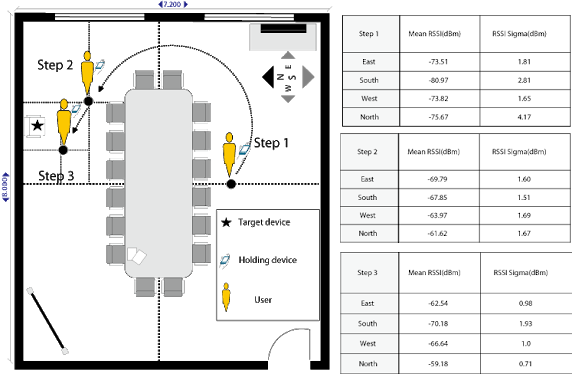 7.200
8.000
Step 2
Step 1
Step 3
N
E
S
W
Target device
Holding device
User
Step 1 Mean RSSI(dBm) RSSI Sigma(dBm)
East -73.51 1.81
South -80.97 2.81
West -73.82 1.65
North -75.67 4.17
Step 2 Mean RSSI(dBm) RSSI Sigma(dBm)
East -69.79 1.60
South -67.85 1.51
West -63.97 1.69
North -61.62 1.67
Step 3 Mean RSSI(dBm) RSSI Sigma(dBm)
East -62.54 0.98
South -70.18 1.93
West -66.64 1.0
North -59.18 0.71